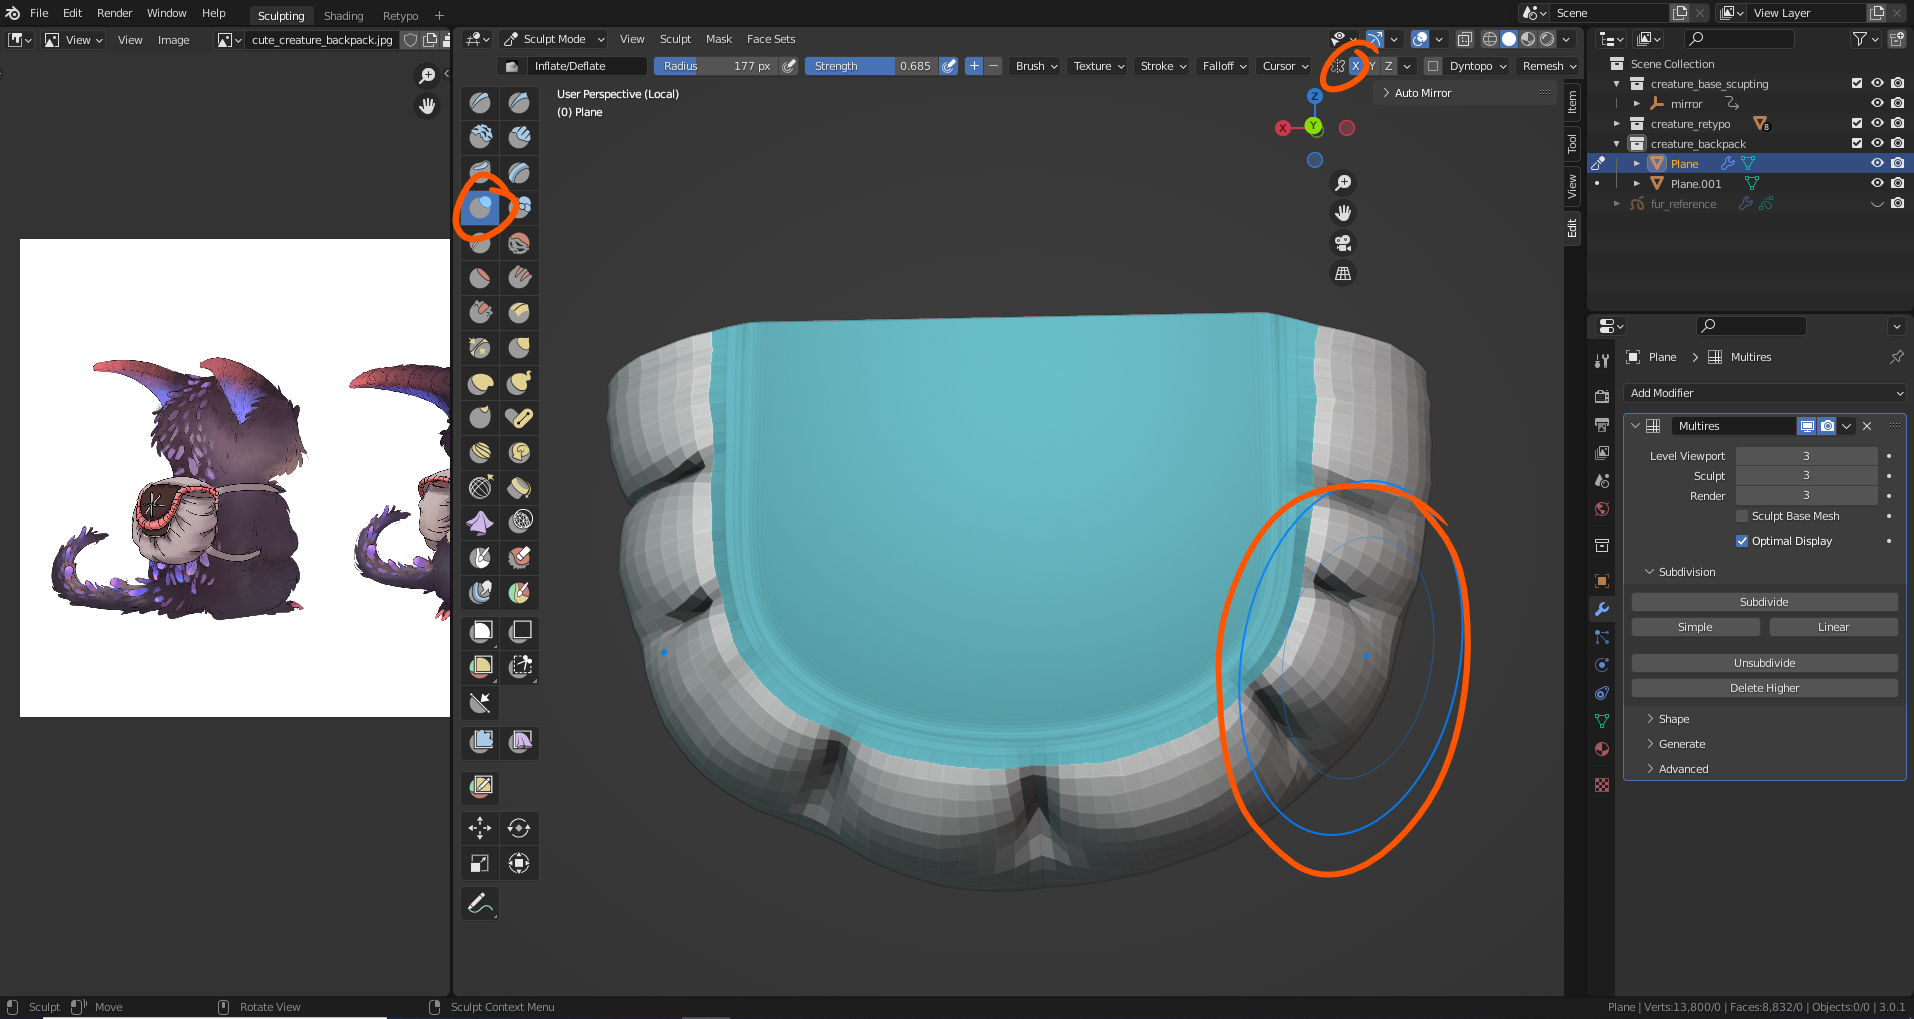 File Edit Render Window Help Sculpting Shading Retypo + Scene View Layer
View View Image cute_creature_backpack.jpg Sculpt Mode View Sculpt Mask Face Sets
Inflate/Deflate Radius 177 px Strength 0.685 Brush Texture Stroke Falloff Cursor X Y Z Dyntopo Remesh
User Perspective (Local)
(0) Plane
Auto Mirror
Z
X
Y
Item
Tool
View
Edit
Scene Collection
creature_base_scupting
mirror
creature_retypo 8
creature_backpack
Plane
Plane.001
fur_reference
Plane > Multires
Add Modifier
Multires
Level Viewport 3
Sculpt 3
Render 3
Sculpt Base Mesh
Optimal Display
Subdivision
Subdivide
Simple Linear
Unsubdivide
Delete Higher
Shape
Generate
Advanced
Sculpt Move Rotate View Sculpt Context Menu Plane | Verts:13,800/0 | Faces:8,832/0 | Objects:0/0 | 3.0.1